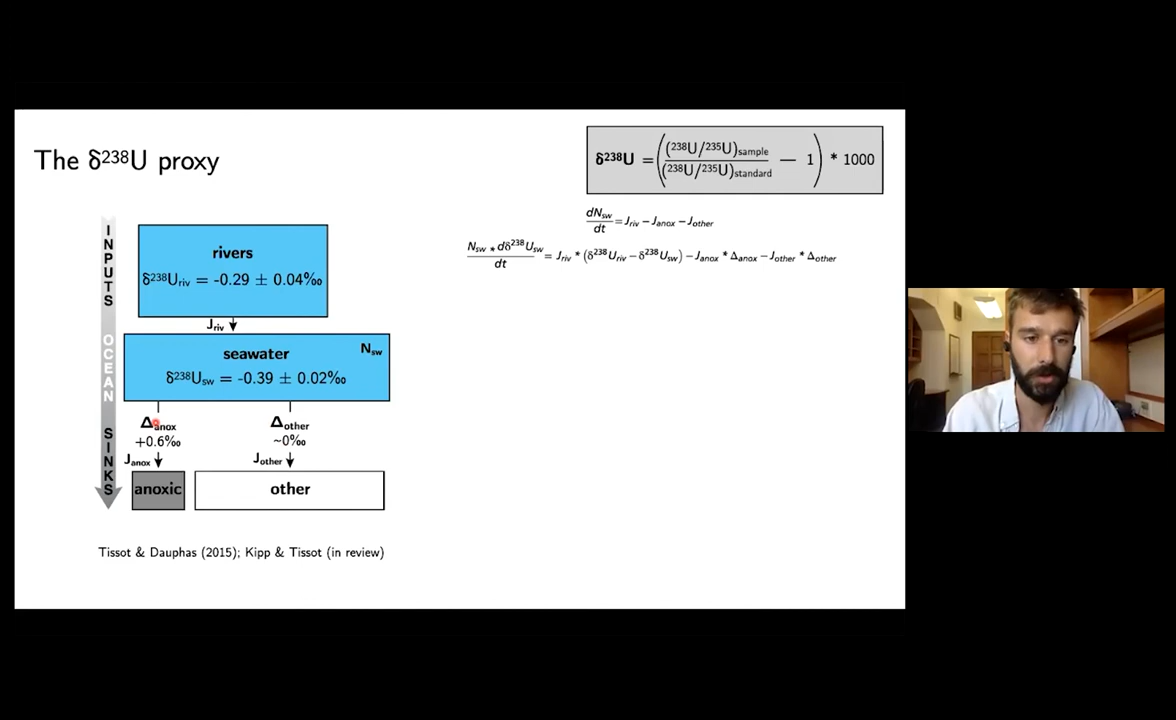 The δ²³⁸U proxy
δ²³⁸U = ( (²³⁸U/²³⁵U)sample / (²³⁸U/²³⁵U)standard − 1 ) * 1000
dNsw / dt = Jriv − Janox − Jother
Nsw * dδ²³⁸Usw / dt = Jriv * (δ²³⁸Uriv − δ²³⁸Usw) − Janox * Δanox − Jother * Δother
INPUTS
rivers
δ²³⁸Uriv = -0.29 ± 0.04‰
Jriv
OCEAN
seawater
Nsw
δ²³⁸Usw = -0.39 ± 0.02‰
SINKS
Δanox
Δother
+0.6‰
~0‰
Janox
Jother
anoxic
other
Tissot & Dauphas (2015); Kipp & Tissot (in review)